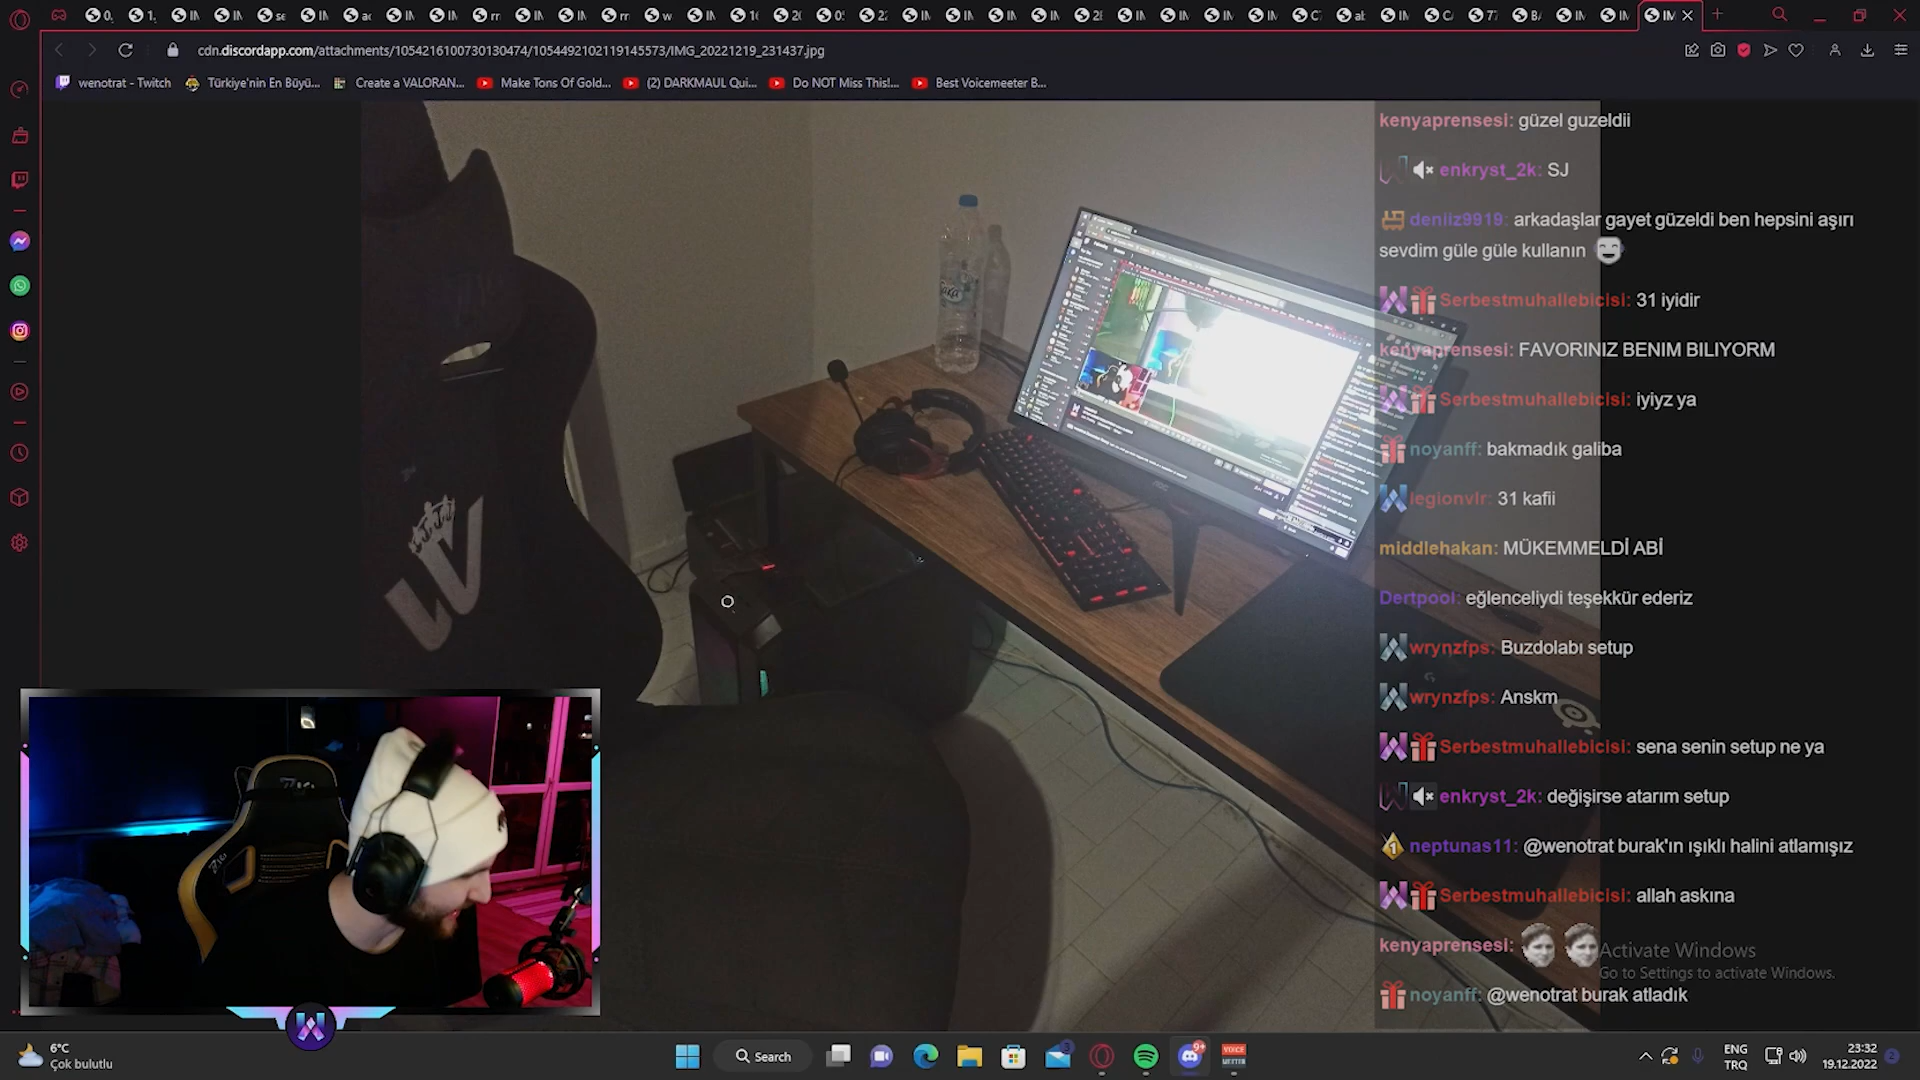 cdn.discordapp.com/attachments/1054216100730130474/1054492102119145573/IMG_20221219_231437.jpg
wenotrat - Twitch
Türkiye'nin En Büyü...
Create a VALORAN...
Make Tons Of Gold...
(2) DARKMAUL Qui...
Do NOT Miss This!...
Best Voicemeeter B...
kenyaprensesi: güzel guzeldii
enkryst_2k: SJ
deniiz9919: arkadaşlar gayet güzeldi ben hepsini aşırı
sevdim güle güle kullanın
Serbestmuhallebicisi: 31 iyidir
kenyaprensesi: FAVORINIZ BENIM BILIYORM
Serbestmuhallebicisi: iyiyz ya
noyanff: bakmadık galiba
legionvlr: 31 kafii
middlehakan: MÜKEMMELDİ ABİ
Dertpool: eğlenceliydi teşekkür ederiz
wrynzfps: Buzdolabı setup
wrynzfps: Anskm
Serbestmuhallebicisi: sena senin setup ne ya
enkryst_2k: değişirse atarım setup
neptunas11: @wenotrat burak'ın ışıklı halini atlamışız
Serbestmuhallebicisi: allah askına
kenyaprensesi:
Activate Windows
Go to Settings to activate Windows.
noyanff: @wenotrat burak atladık
6°C
Çok bulutlu
Search
VOICE
MEETER
ENG
TRQ
23:32
19.12.2022